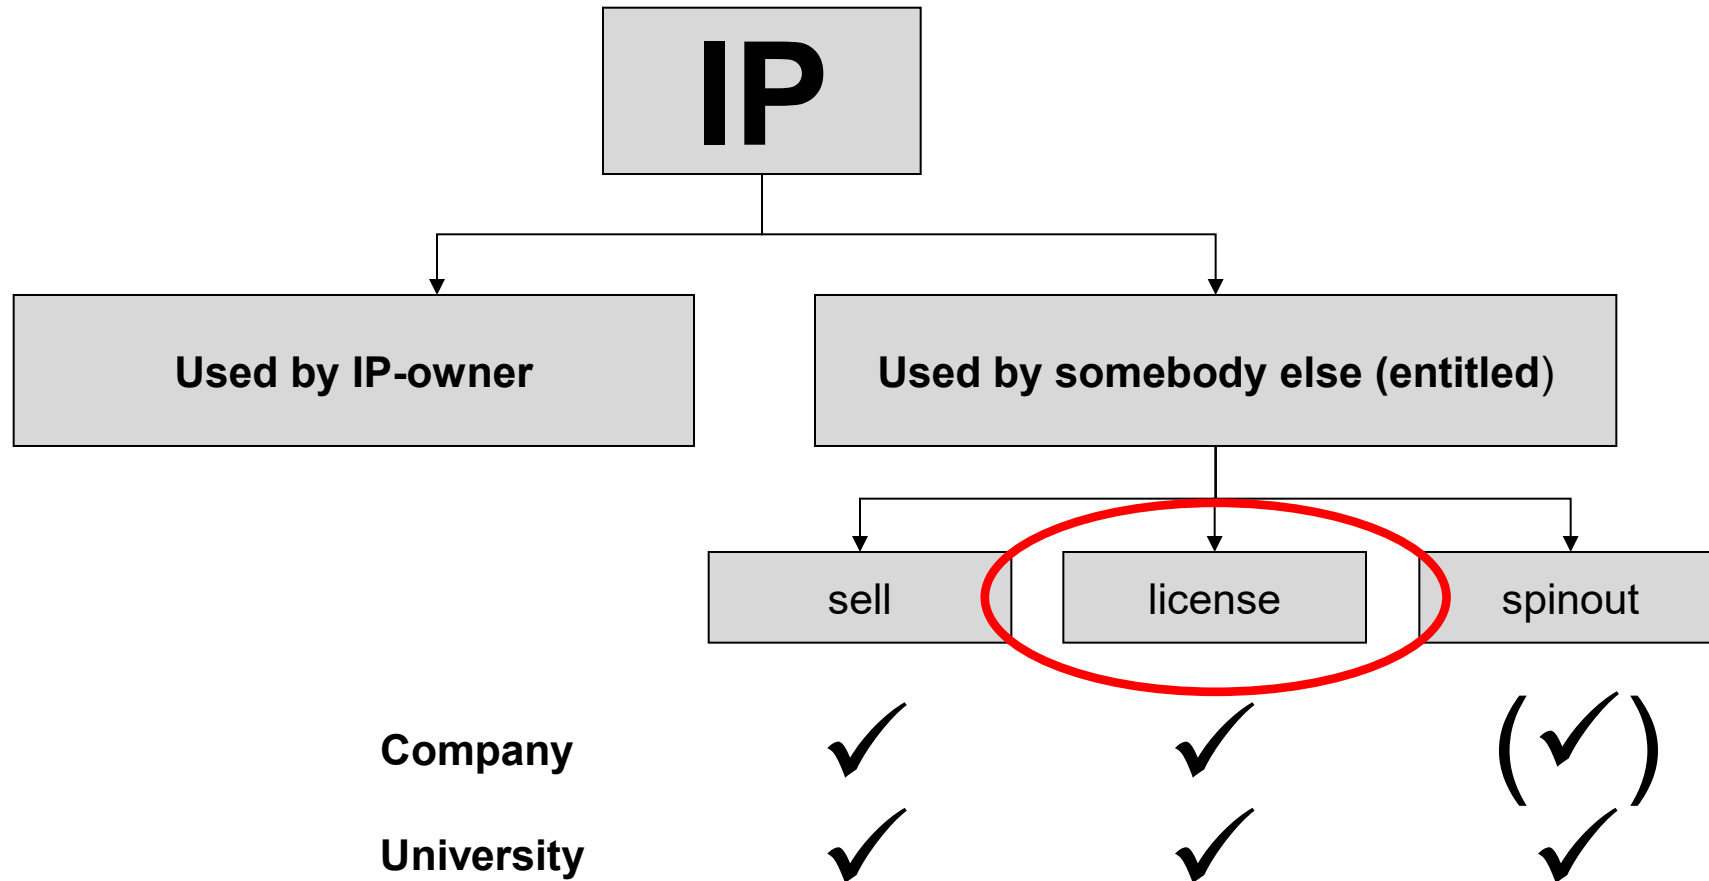 IP
Used by IP-owner
Used by somebody else (entitled)
sell
license
spinout
Company ✓ ✓ (✓)
University ✓ ✓ ✓